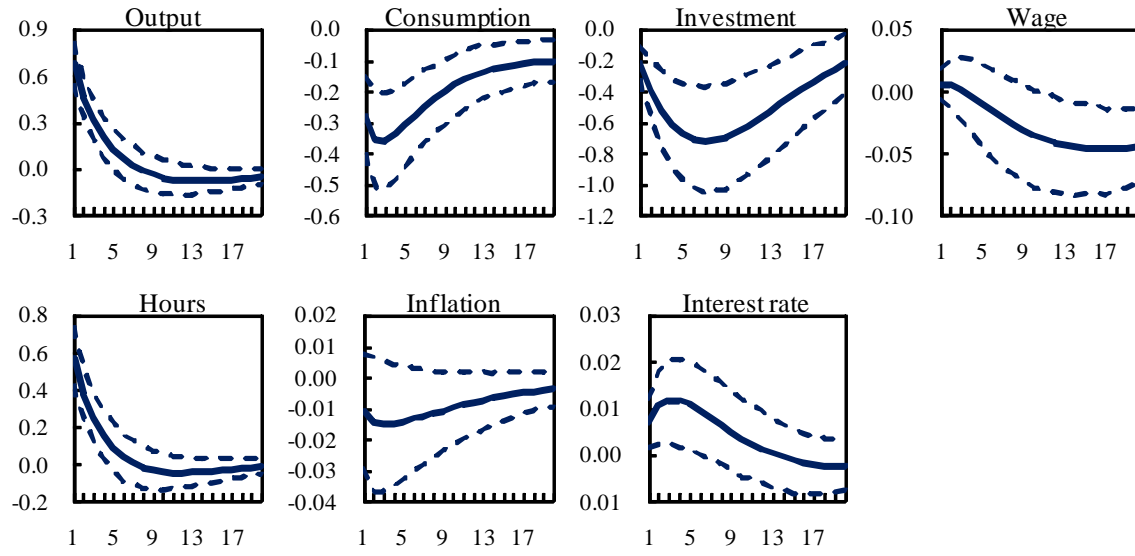 Output
0.9
0.6
0.3
0.0
-0.3
1 5 9 13 17
Consumption
0.0
-0.1
-0.2
-0.3
-0.4
-0.5
-0.6
1 5 9 13 17
Investment
0.0
-0.2
-0.4
-0.6
-0.8
-1.0
-1.2
1 5 9 13 17
Wage
0.05
0.00
-0.05
-0.10
1 5 9 13 17
Hours
0.8
0.6
0.4
0.2
0.0
-0.2
1 5 9 13 17
Inflation
0.02
0.01
0.00
-0.01
-0.02
-0.03
-0.04
1 5 9 13 17
Interest rate
0.03
0.02
0.01
0.00
0.01
1 5 9 13 17